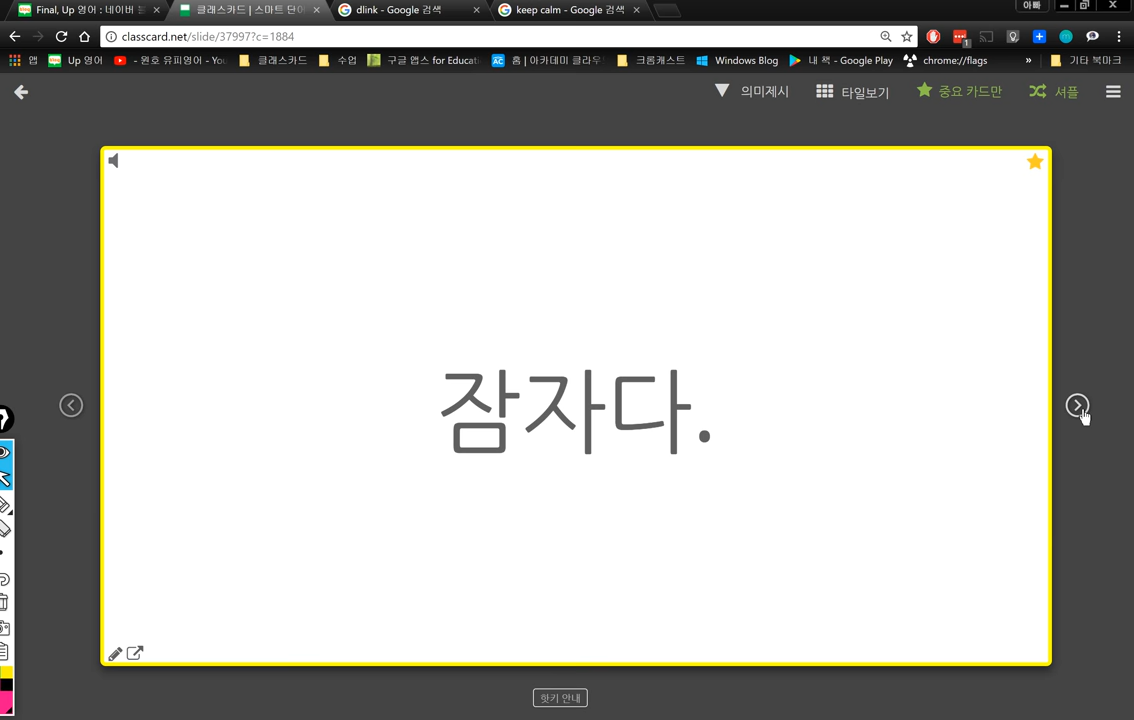 Final, Up 영어 : 네이버 블
클래스카드 | 스마트 단어
dlink - Google 검색
keep calm - Google 검색
아빠
classcard.net/slide/37997?c=1884
앱
Up 영어
- 원호 유피영어 - You
클래스카드
수업
구글 앱스 for Educati
홈 | 아카데미 클라우
크롬캐스트
Windows Blog
내 책 - Google Play
chrome://flags
»
기타 북마크
의미제시
타일보기
중요 카드만
셔플
잠자다.
핫키 안내